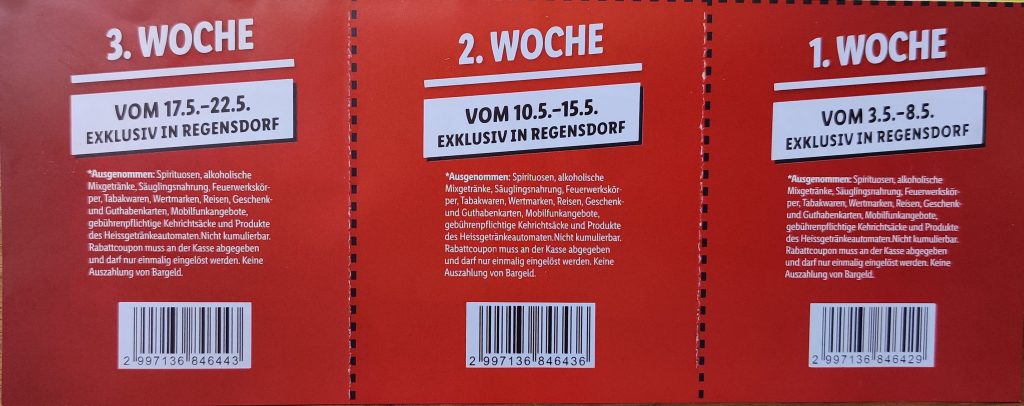 3. WOCHE
VOM 17.5.–22.5.
EXKLUSIV IN REGENSDORF
*Ausgenommen: Spirituosen, alkoholische
Mixgetränke, Säuglingsnahrung, Feuerwerkskör-
per, Tabakwaren, Wertmarken, Reisen, Geschenk-
und Guthabenkarten, Mobilfunkangebote,
gebührenpflichtige Kehrichtsäcke und Produkte
des Heissgetränkeautomaten.Nicht kumulierbar.
Rabattcoupon muss an der Kasse abgegeben
und darf nur einmalig eingelöst werden. Keine
Auszahlung von Bargeld.
2 997136 846443
2. WOCHE
VOM 10.5.–15.5.
EXKLUSIV IN REGENSDORF
*Ausgenommen: Spirituosen, alkoholische
Mixgetränke, Säuglingsnahrung, Feuerwerkskör-
per, Tabakwaren, Wertmarken, Reisen, Geschenk-
und Guthabenkarten, Mobilfunkangebote,
gebührenpflichtige Kehrichtsäcke und Produkte
des Heissgetränkeautomaten.Nicht kumulierbar.
Rabattcoupon muss an der Kasse abgegeben
und darf nur einmalig eingelöst werden. Keine
Auszahlung von Bargeld.
2 997136 846436
1. WOCHE
VOM 3.5.–8.5.
EXKLUSIV IN REGENSDORF
*Ausgenommen: Spirituosen, alkoholische
Mixgetränke, Säuglingsnahrung, Feuerwerkskör-
per, Tabakwaren, Wertmarken, Reisen, Geschenk-
und Guthabenkarten, Mobilfunkangebote,
gebührenpflichtige Kehrichtsäcke und Produkte
des Heissgetränkeautomaten.Nicht kumulierbar.
Rabattcoupon muss an der Kasse abgegeben
und darf nur einmalig eingelöst werden. Keine
Auszahlung von Bargeld.
2 997136 846429